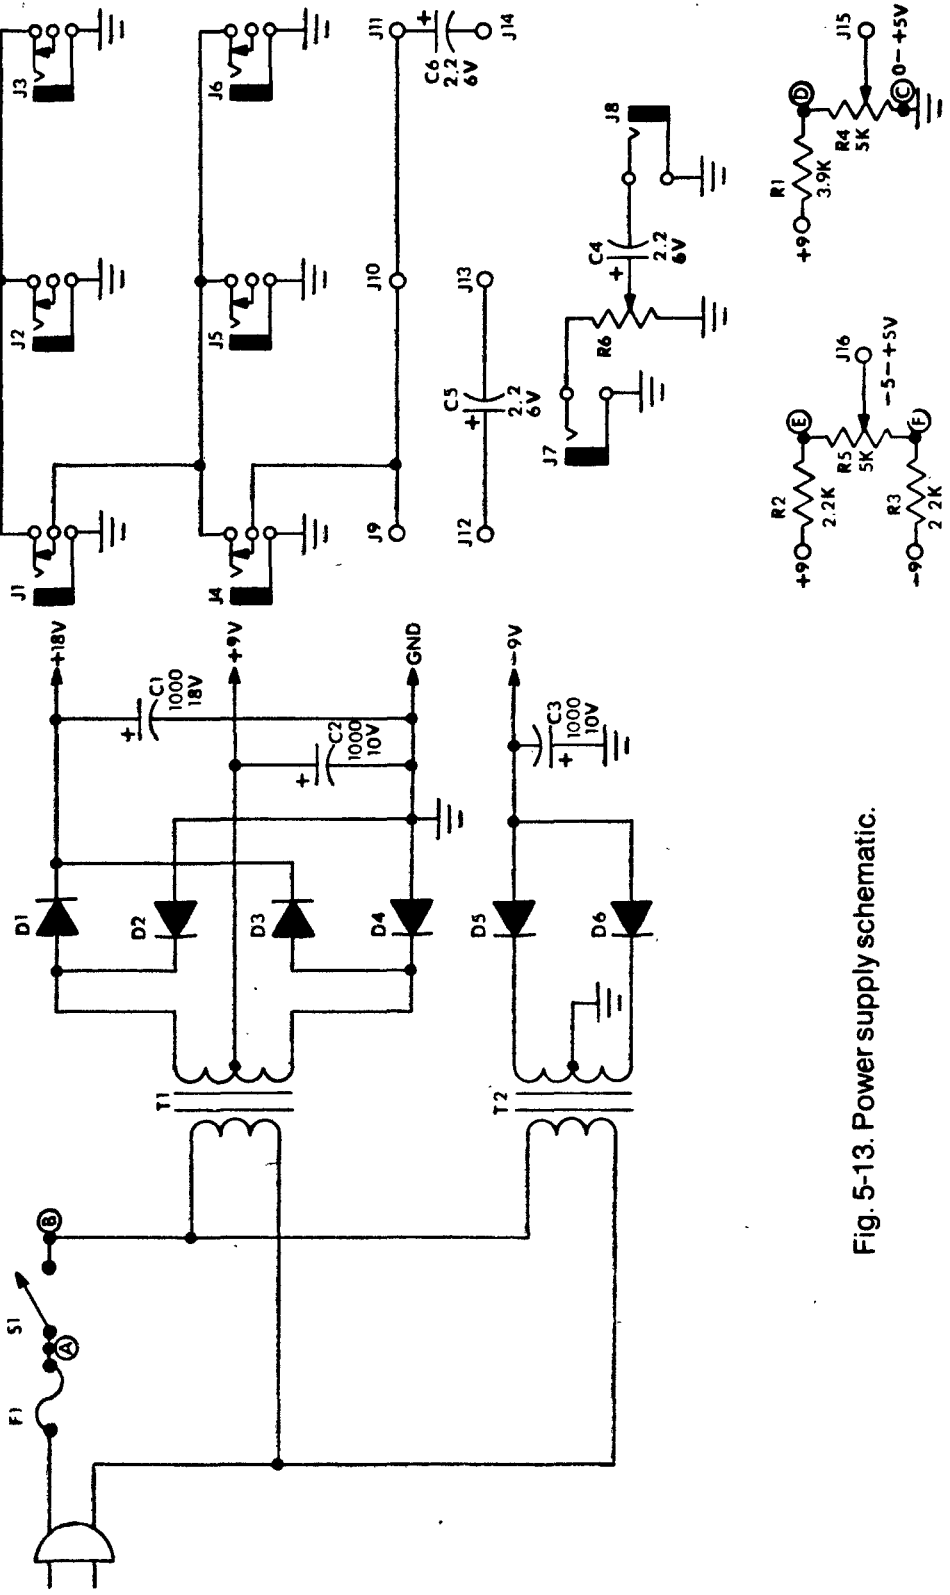 F1
S1
A
B
T1
T2
D1
D2
D3
D4
D5
D6
C1
1000
18V
C2
1000
10V
C3
1000
10V
+18V
+9V
GND
-9V
J1
J2
J3
J4
J5
J6
J9
J10
J11
C6
2.2
6V
J14
J12
C5
2.2
6V
J13
J7
R6
C4
2.2
6V
J8
+9
R2
2.2K
E
R5
5K
J16
-5-+5V
F
R3
2 2K
-9
+9
R1
3.9K
D
R4
5K
J15
C
0-+5V
Fig. 5-13. Power supply schematic.